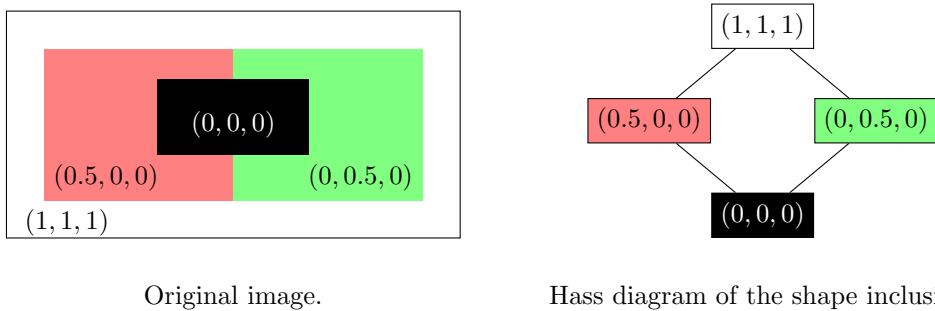 (0, 0, 0)
(0.5, 0, 0)
(0, 0.5, 0)
(1, 1, 1)
Original image.
(1, 1, 1)
(0.5, 0, 0)
(0, 0.5, 0)
(0, 0, 0)
Hass diagram of the shape